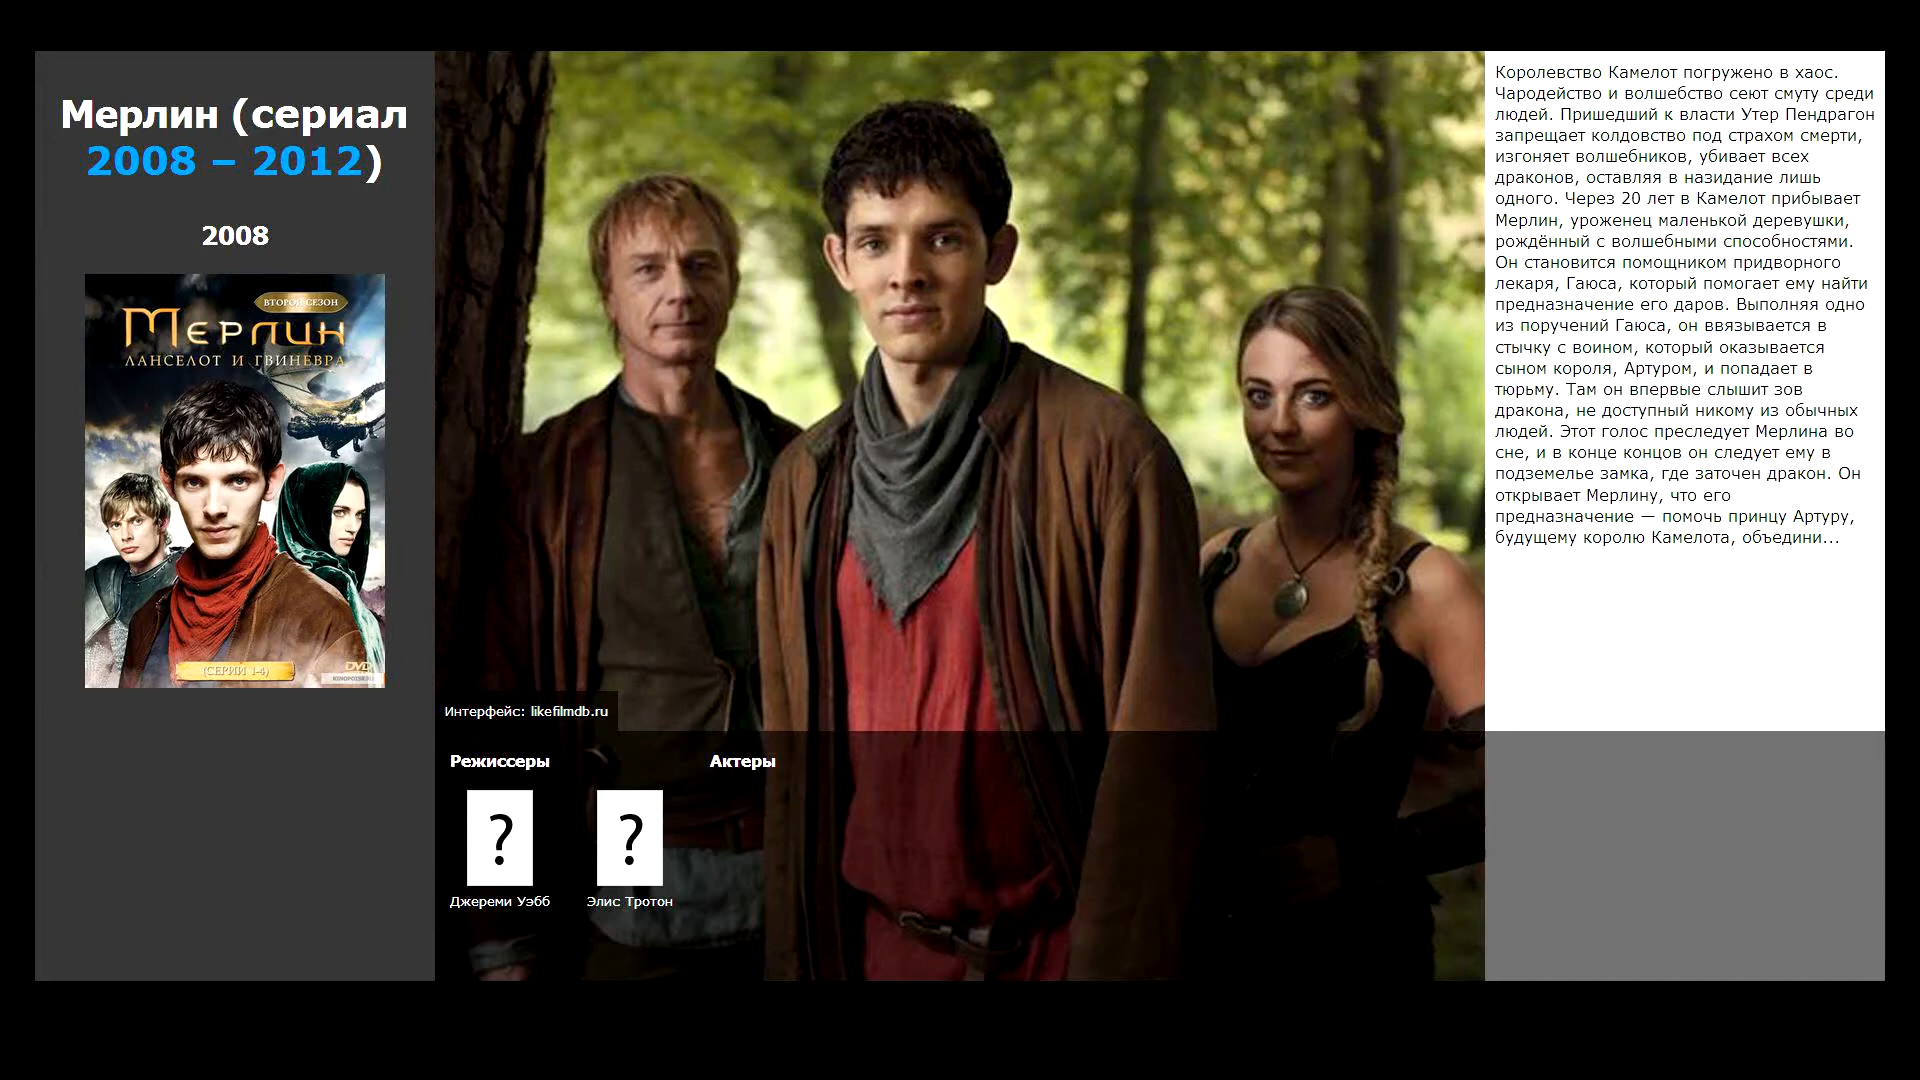 Мерлин (сериал
2008 – 2012)
2008
ВТОРОЙ СЕЗОН
Мерлин
ЛАНСЕЛОТ И ГВИНЕВРА
(СЕРИИ 1-4)
DVD
KINOPOISK.RU
Интерфейс: likefilmdb.ru
Режиссеры
Актеры
?
?
Джереми Уэбб
Элис Тротон
Королевство Камелот погружено в хаос.
Чародейство и волшебство сеют смуту среди
людей. Пришедший к власти Утер Пендрагон
запрещает колдовство под страхом смерти,
изгоняет волшебников, убивает всех
драконов, оставляя в назидание лишь
одного. Через 20 лет в Камелот прибывает
Мерлин, уроженец маленькой деревушки,
рождённый с волшебными способностями.
Он становится помощником придворного
лекаря, Гаюса, который помогает ему найти
предназначение его даров. Выполняя одно
из поручений Гаюса, он ввязывается в
стычку с воином, который оказывается
сыном короля, Артуром, и попадает в
тюрьму. Там он впервые слышит зов
дракона, не доступный никому из обычных
людей. Этот голос преследует Мерлина во
сне, и в конце концов он следует ему в
подземелье замка, где заточен дракон. Он
открывает Мерлину, что его
предназначение — помочь принцу Артуру,
будущему королю Камелота, объедини...